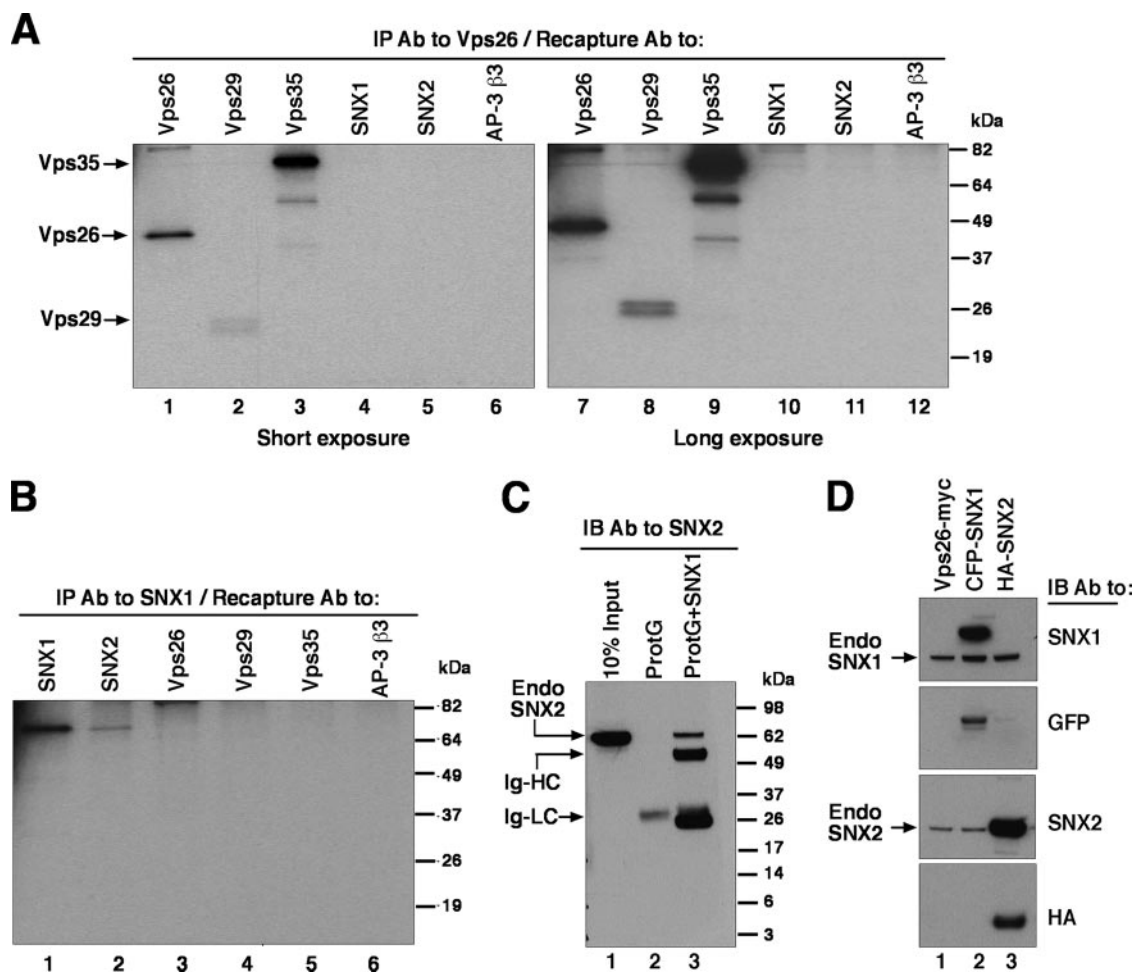 A
IP Ab to Vps26 / Recapture Ab to:
Vps26 Vps29 Vps35 SNX1 SNX2 AP-3 β3 Vps26 Vps29 Vps35 SNX1 SNX2 AP-3 β3
kDa
Vps35
Vps26
Vps29
82
64
49
37
26
19
1 2 3 4 5 6 7 8 9 10 11 12
Short exposure Long exposure
B
IP Ab to SNX1 / Recapture Ab to:
SNX1 SNX2 Vps26 Vps29 Vps35 AP-3 β3
kDa
82
64
49
37
26
19
1 2 3 4 5 6
C
IB Ab to SNX2
10% Input ProtG ProtG+SNX1
kDa
Endo
SNX2
Ig-HC
Ig-LC
98
62
49
37
26
17
14
6
3
1 2 3
D
Vps26-myc CFP-SNX1 HA-SNX2
IB Ab to:
Endo
SNX1
SNX1
GFP
Endo
SNX2
SNX2
HA
1 2 3